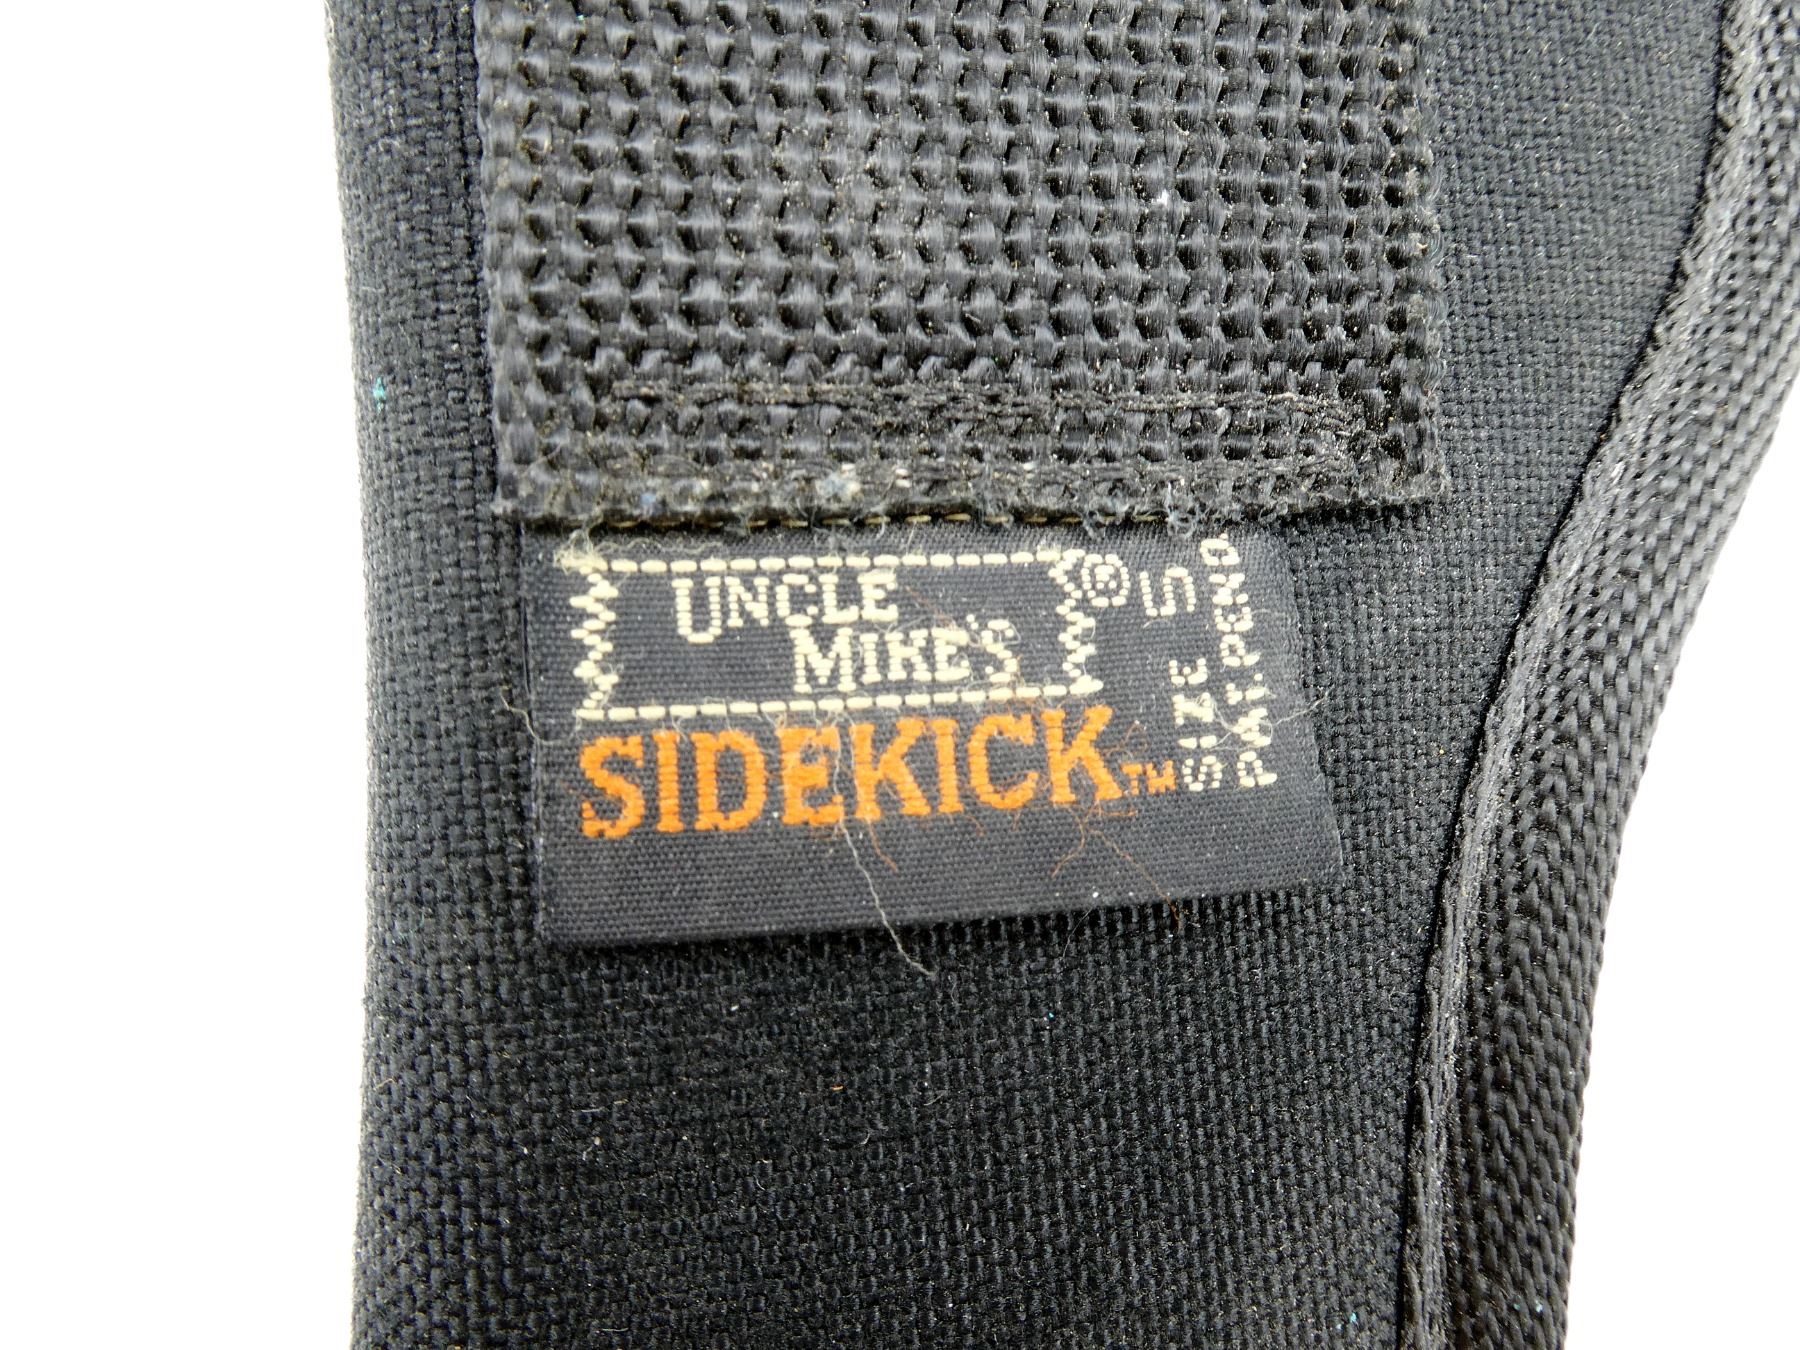 UNCLE
MIKE'S ®
SIDEKICK™
SIZE 5
PAT. PEND.